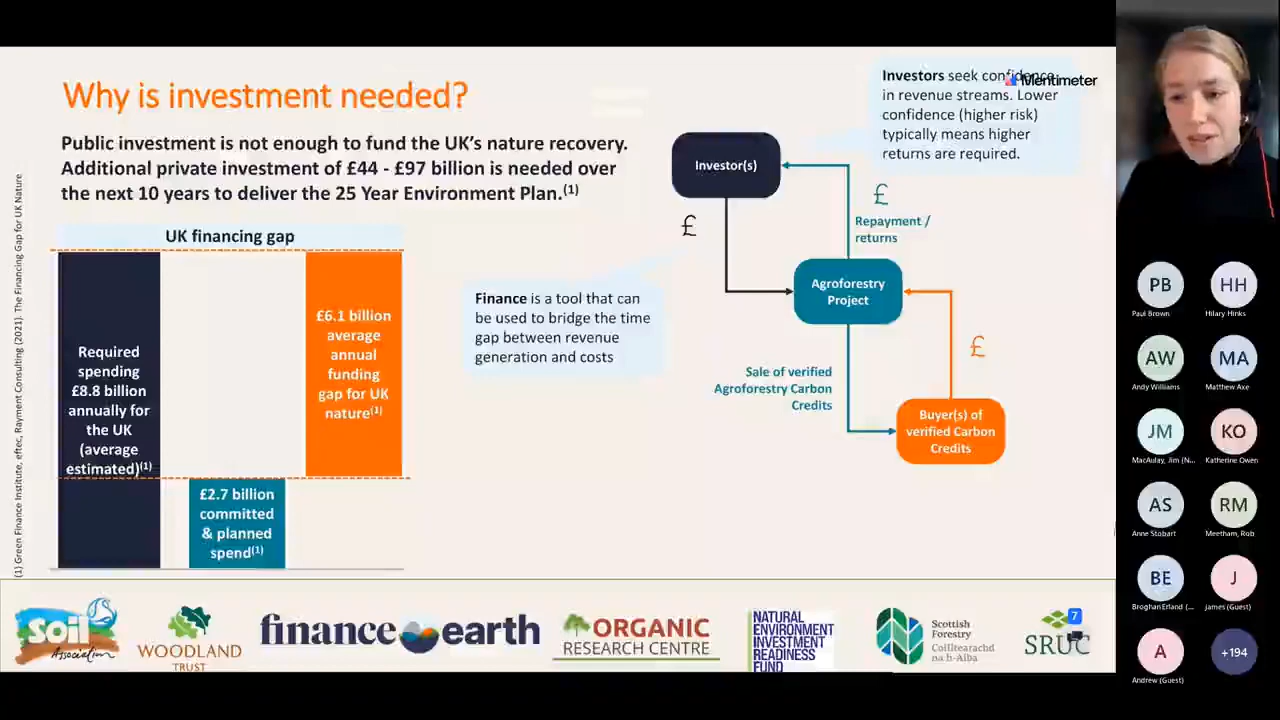 Why is investment needed?
Public investment is not enough to fund the UK's nature recovery.
Additional private investment of £44 - £97 billion is needed over
the next 10 years to deliver the 25 Year Environment Plan.(1)
UK financing gap
Required
spending
£8.8 billion
annually for
the UK
(average
estimated)(1)
£2.7 billion
committed
& planned
spend(1)
£6.1 billion
average
annual
funding
gap for UK
nature(1)
(1) Green Finance Institute, eftec, Rayment Consulting (2021). The Financing Gap for UK Nature
Finance is a tool that can
be used to bridge the time
gap between revenue
generation and costs
Investors seek confidence
in revenue streams. Lower
confidence (higher risk)
typically means higher
returns are required.
Mentimeter
Investor(s)
£
£
Repayment /
returns
Agroforestry
Project
£
Sale of verified
Agroforestry Carbon
Credits
Buyer(s) of
verified Carbon
Credits
Soil
Association
WOODLAND
TRUST
finance earth
ORGANIC
RESEARCH CENTRE
NATURAL
ENVIRONMENT
INVESTMENT
READINESS
FUND
Scottish
Forestry
Coilltearachd
na h-Alba
SRUC
7
PB
Paul Brown
HH
Hilary Hinks
AW
Andy Williams
MA
Matthew Axe
JM
MacAulay, Jim (N...
KO
Katherine Owen
AS
Anne Stobart
RM
Meetham, Rob
BE
Broghan Erland (...
J
James (Guest)
A
Andrew (Guest)
+194